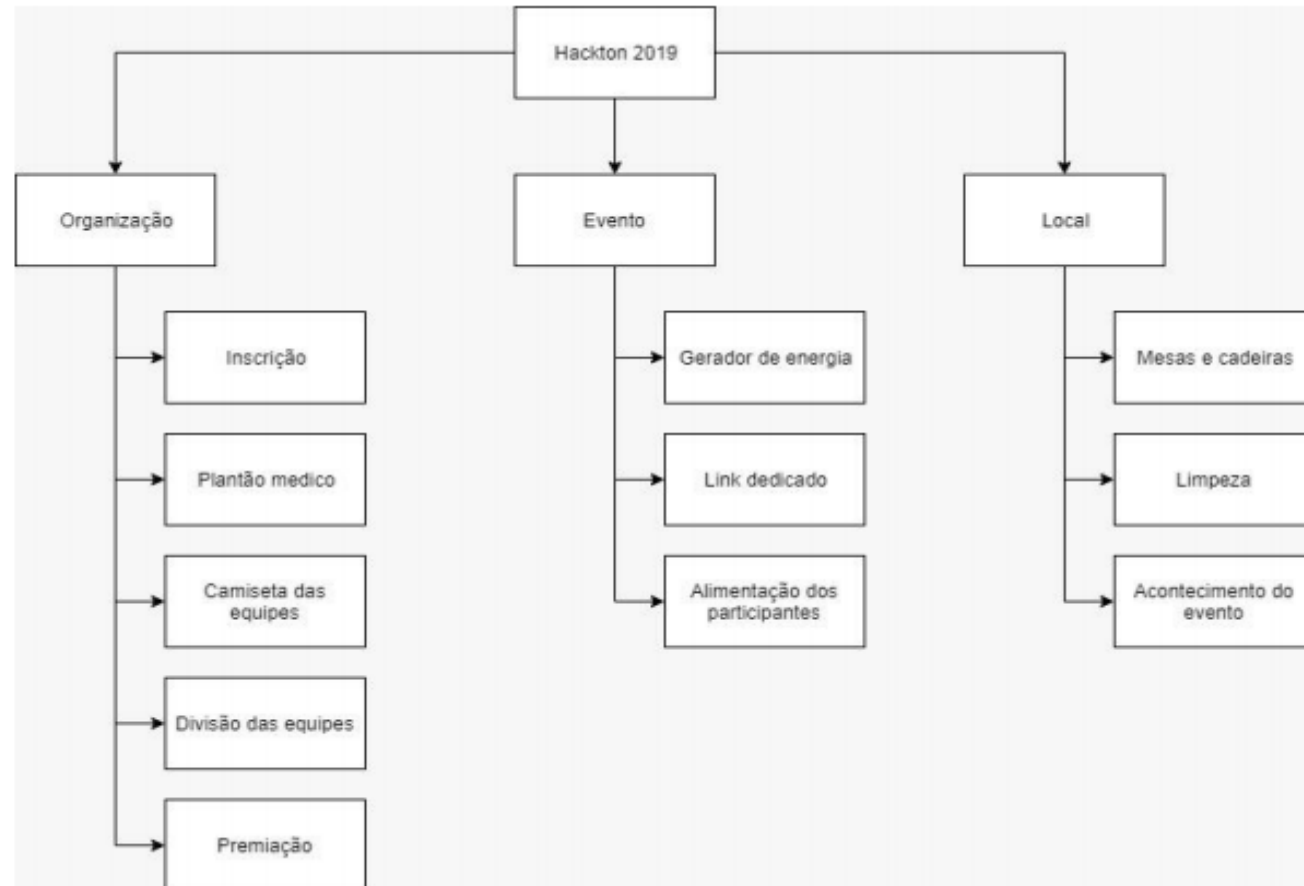 Hackton 2019
Organização
Evento
Local
Inscrição
Gerador de energia
Mesas e cadeiras
Plantão medico
Link dedicado
Limpeza
Camiseta das
equipes
Alimentação dos
participantes
Acontecimento do
evento
Divisão das equipes
Premiação